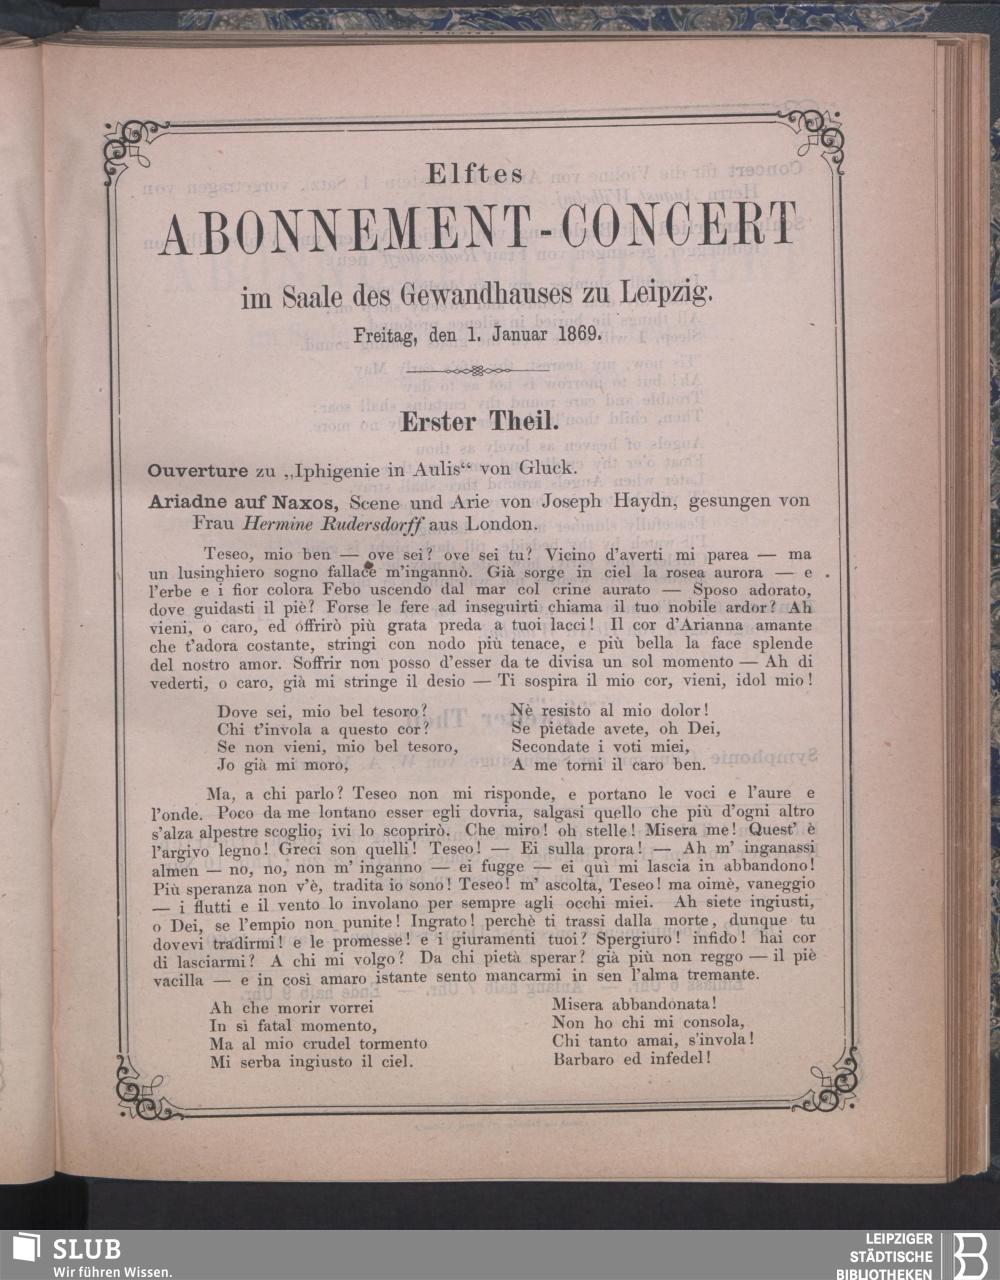 Elftes
ABONNEMENT-CONCERT
im Saale des Gewandhauses zu Leipzig.
Freitag, den 1. Januar 1869.
Erster Theil.
Ouverture zu „Iphigenie in Aulis“ von Gluck.
Ariadne auf Naxos, Scene und Arie von Joseph Haydn, gesungen von
Frau Hermine Rudersdorff aus London.
Teseo, mio ben — ove sei? ove sei tu? Vicino d'averti mi parea — ma
un lusinghiero sogno fallace m'ingannò. Già sorge in ciel la rosea aurora — e
l'erbe e i fior colora Febo uscendo dal mar col crine aurato — Sposo adorato,
dove guidasti il piè? Forse le fere ad inseguirti chiama il tuo nobile ardor? Ah
vieni, o caro, ed offrirò più grata preda a tuoi lacci! Il cor d'Arianna amante
che t'adora costante, stringi con nodo più tenace, e più bella la face splende
del nostro amor. Soffrir non posso d'esser da te divisa un sol momento — Ah di
vederti, o caro, già mi stringe il desio — Ti sospira il mio cor, vieni, idol mio!
Dove sei, mio bel tesoro?
Chi t'invola a questo cor?
Se non vieni, mio bel tesoro,
Jo già mi moro,
Nè resisto al mio dolor!
Se pietade avete, oh Dei,
Secondate i voti miei,
A me torni il caro ben.
Ma, a chi parlo? Teseo non mi risponde, e portano le voci e l'aure e
l'onde. Poco da me lontano esser egli dovria, salgasi quello che più d'ogni altro
s'alza alpestre scoglio, ivi lo scoprirò. Che miro! oh stelle! Misera me! Quest' è
l'argivo legno! Greci son quelli! Teseo! — Ei sulla prora! — Ah m' inganassi
almen — no, no, non m' inganno — ei fugge — ei quì mi lascia in abbandono!
Più speranza non v'è, tradita io sono! Teseo! m' ascolta, Teseo! ma oimè, vaneggio
— i flutti e il vento lo involano per sempre agli occhi miei. Ah siete ingiusti,
o Dei, se l'empio non punite! Ingrato! perchè ti trassi dalla morte, dunque tu
dovevi tradirmi! e le promesse! e i giuramenti tuoi? Spergiuro! infido! hai cor
di lasciarmi? A chi mi volgo? Da chi pietà sperar? già più non reggo — il piè
vacilla — e in così amaro istante sento mancarmi in sen l'alma tremante.
Ah che morir vorrei
In sì fatal momento,
Ma al mio crudel tormento
Mi serba ingiusto il ciel.
Misera abbandonata!
Non ho chi mi consola,
Chi tanto amai, s'invola!
Barbaro ed infedel!
SLUB
Wir führen Wissen.
LEIPZIGER
STÄDTISCHE
BIBLIOTHEKEN